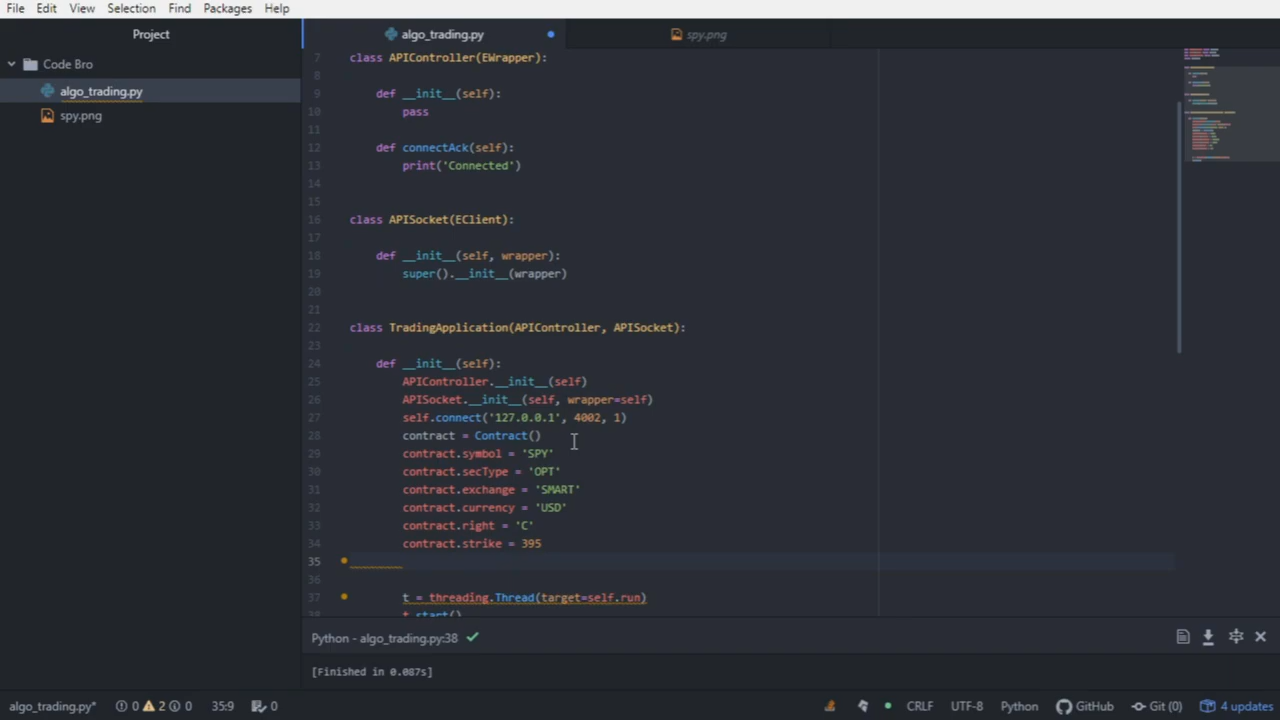 File Edit View Selection Find Packages Help
Project
algo_trading.py
spy.png
Code Bro
algo_trading.py
spy.png
7 class APIController(EWrapper):
8
9 def __init__(self):
10 pass
11
12 def connectAck(self):
13 print('Connected')
14
15
16 class APISocket(EClient):
17
18 def __init__(self, wrapper):
19 super().__init__(wrapper)
20
21
22 class TradingApplication(APIController, APISocket):
23
24 def __init__(self):
25 APIController.__init__(self)
26 APISocket.__init__(self, wrapper=self)
27 self.connect('127.0.0.1', 4002, 1)
28 contract = Contract()
29 contract.symbol = 'SPY'
30 contract.secType = 'OPT'
31 contract.exchange = 'SMART'
32 contract.currency = 'USD'
33 contract.right = 'C'
34 contract.strike = 395
35
36
37 t = threading.Thread(target=self.run)
38 t.start()
Python - algo_trading.py:38
[Finished in 0.087s]
algo_trading.py* 0 2 0 35:9 0 CRLF UTF-8 Python GitHub Git (0) 4 updates